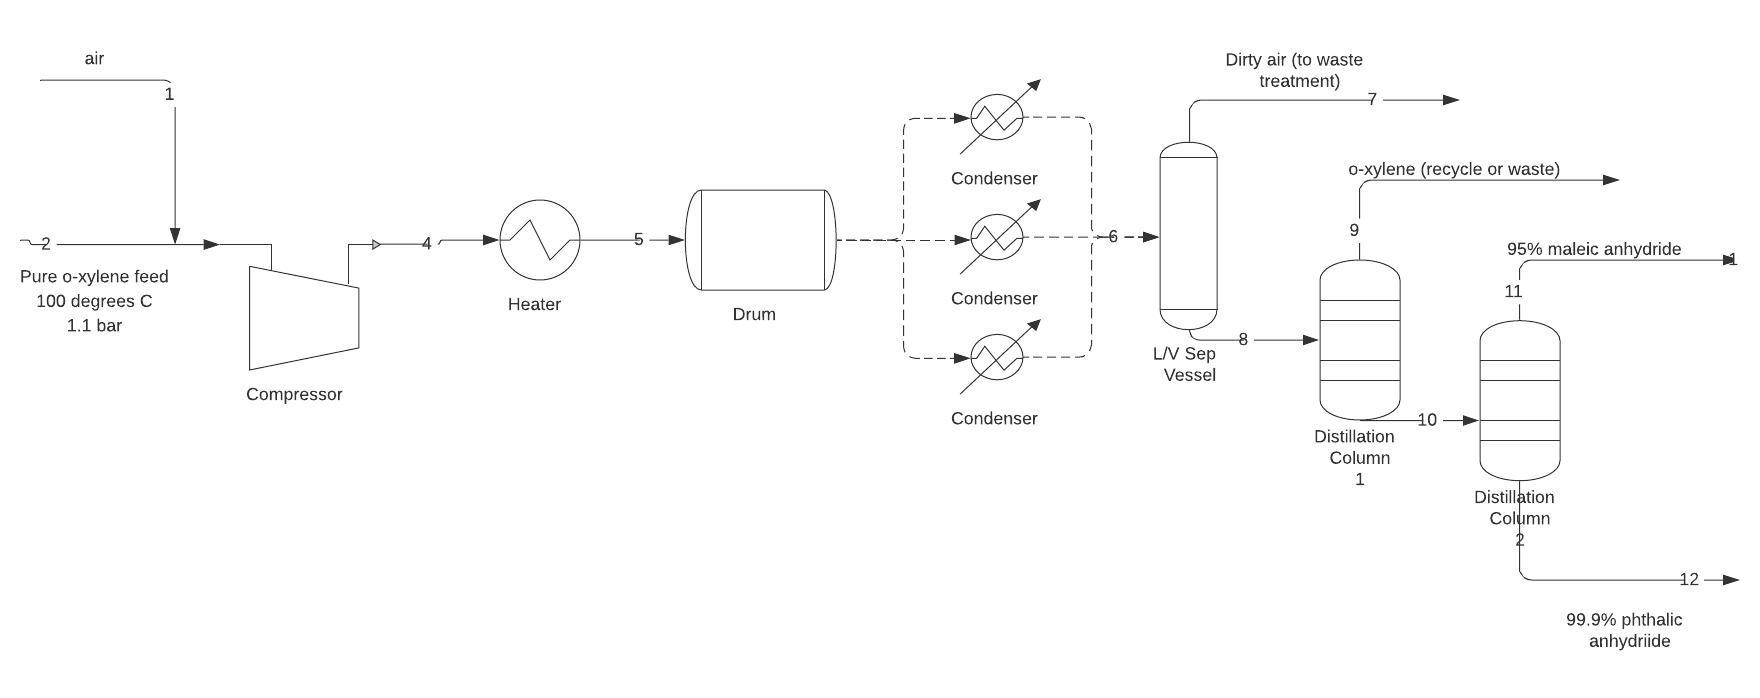 air
1
2
Pure o-xylene feed
100 degrees C
1.1 bar
Compressor
4
Heater
5
Drum
Condenser
Condenser
Condenser
6
Dirty air (to waste
treatment)
7
L/V Sep
Vessel
8
o-xylene (recycle or waste)
9
Distillation
Column
1
10
95% maleic anhydride
1
11
Distillation
Column
2
12
99.9% phthalic
anhydriide